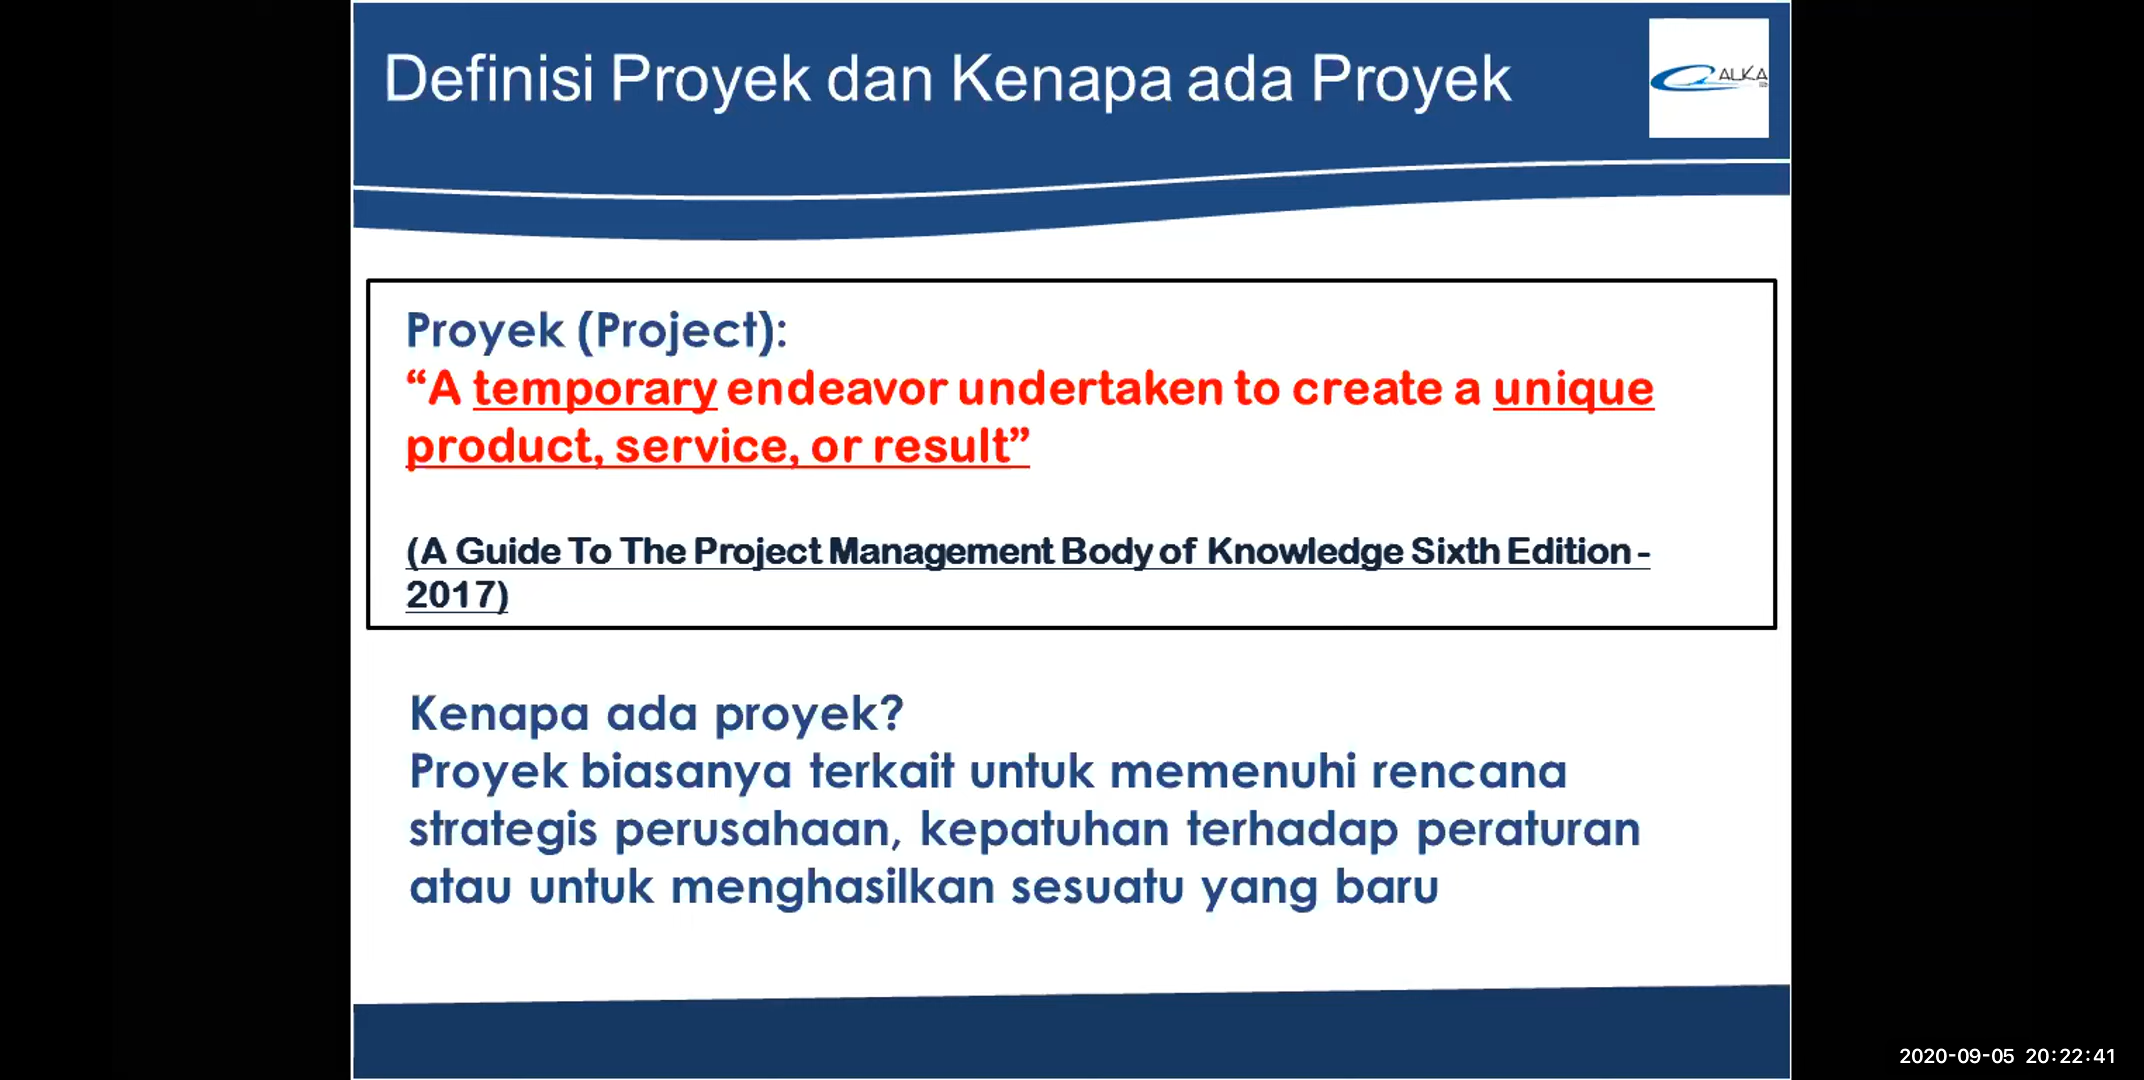 Definisi Proyek dan Kenapa ada Proyek
ALKA
Proyek (Project):
“A temporary endeavor undertaken to create a unique
product, service, or result”
(A Guide To The Project Management Body of Knowledge Sixth Edition -
2017)
Kenapa ada proyek?
Proyek biasanya terkait untuk memenuhi rencana
strategis perusahaan, kepatuhan terhadap peraturan
atau untuk menghasilkan sesuatu yang baru
2020-09-05 20:22:41